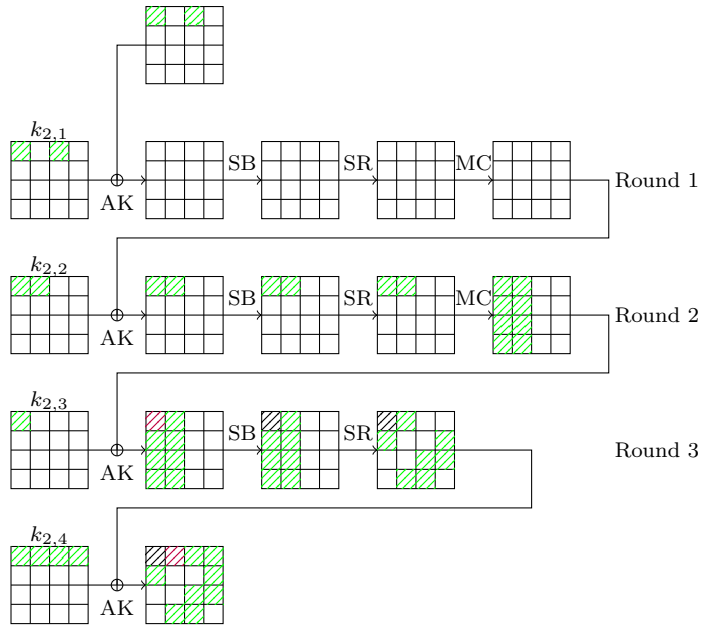 k2,1
SB SR MC
Round 1
AK
k2,2
SB SR MC
Round 2
AK
k2,3
SB SR
Round 3
AK
k2,4
AK